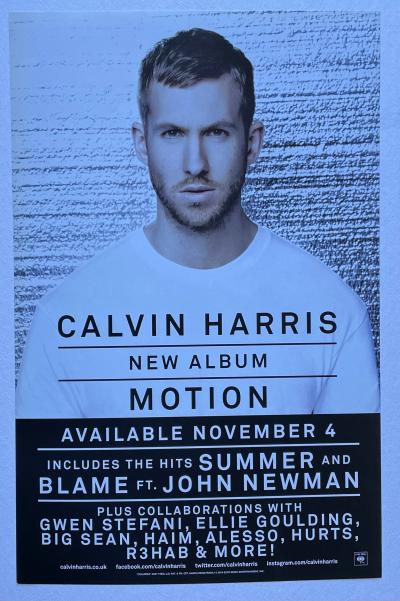 CALVIN HARRIS
NEW ALBUM
MOTION
AVAILABLE NOVEMBER 4
INCLUDES THE HITS SUMMER AND
BLAME FT. JOHN NEWMAN
PLUS COLLABORATIONS WITH
GWEN STEFANI, ELLIE GOULDING,
BIG SEAN, HAIM, ALESSO, HURTS,
R3HAB & MORE!
calvinharris.co.uk facebook.com/calvinharris twitter.com/calvinharris instagram.com/calvinharris